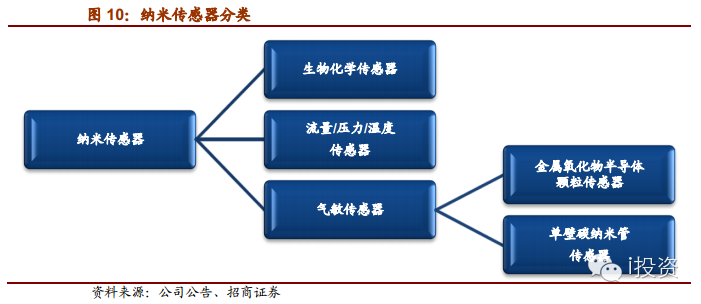 图 10：纳米传感器分类
纳米传感器
生物化学传感器
流量/压力/温度
传感器
气敏传感器
金属氧化物半导体
颗粒传感器
单壁碳纳米管
传感器
i投资
资料来源：公司公告、招商证券